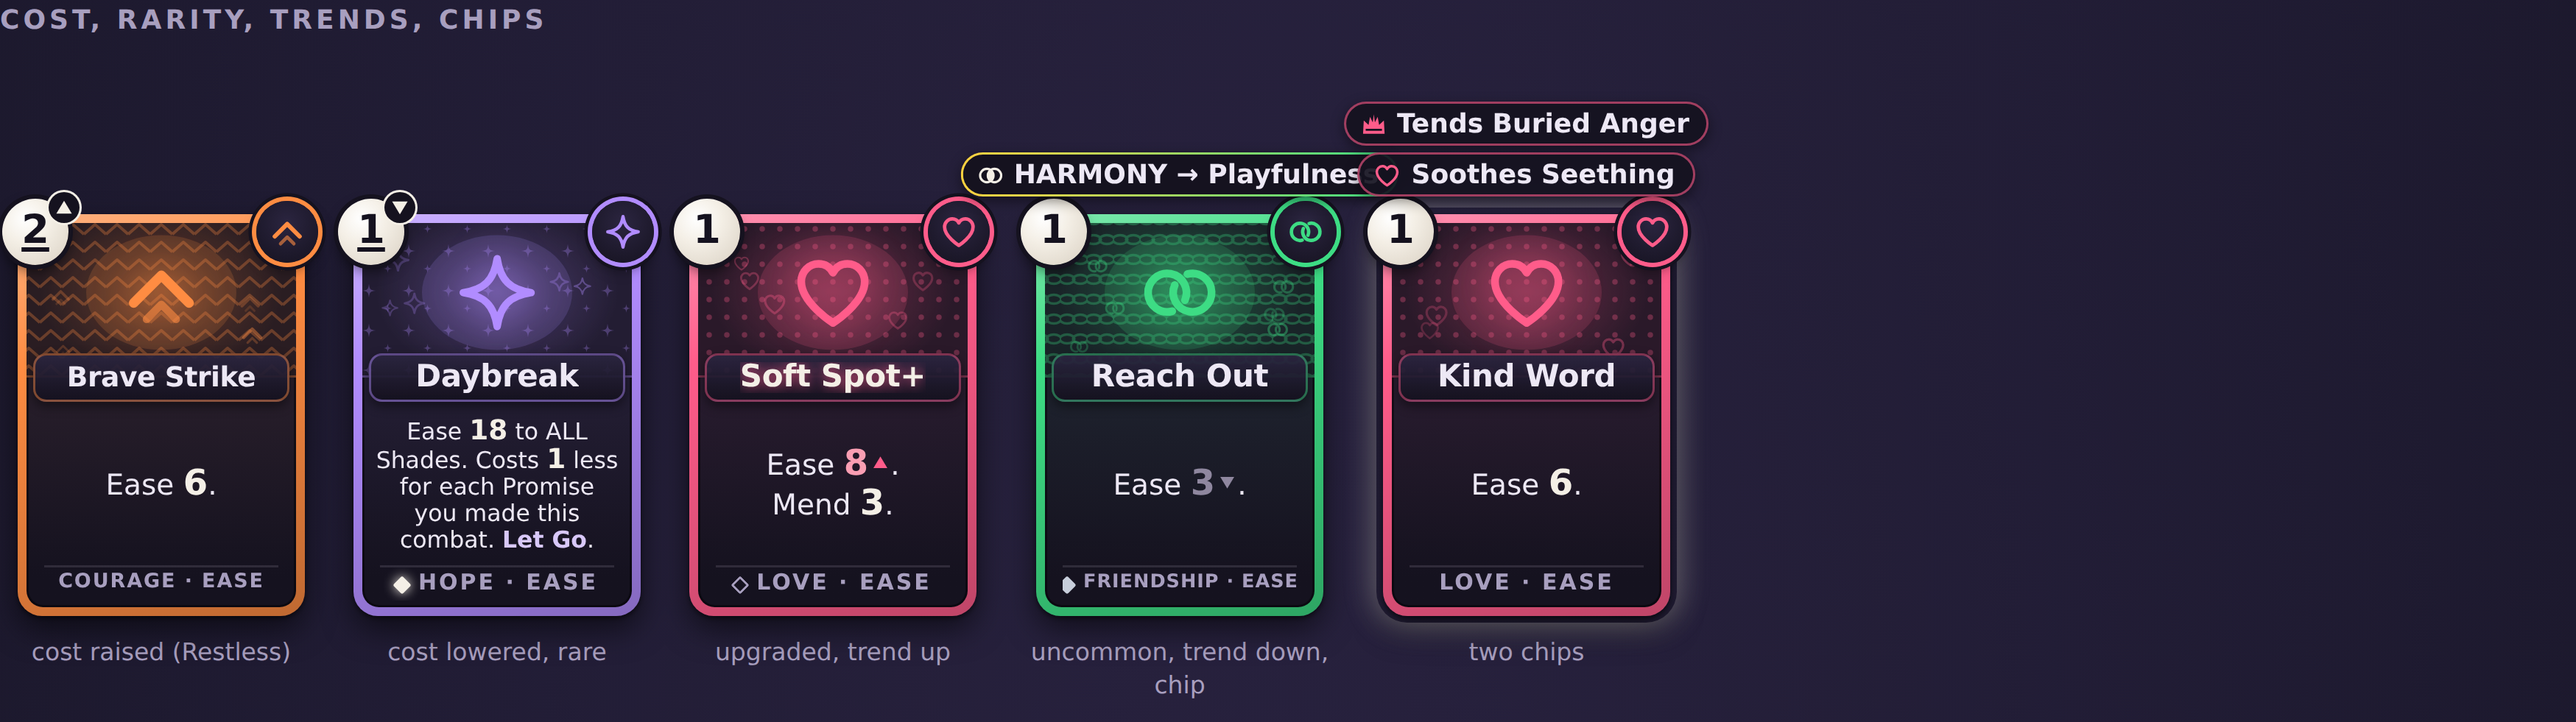 COST, RARITY, TRENDS, CHIPS
Tends Buried Anger
HARMONY → Playfulness
Soothes Seething
2
1
1
1
1
Brave Strike
Daybreak
Soft Spot+
Reach Out
Kind Word
Ease 6.
Ease 18 to ALL
Shades. Costs 1 less
for each Promise
you made this
combat. Let Go.
Ease 8▲.
Mend 3.
Ease 3▼.
Ease 6.
COURAGE · EASE
HOPE · EASE
LOVE · EASE
FRIENDSHIP · EASE
LOVE · EASE
cost raised (Restless)
cost lowered, rare
upgraded, trend up
uncommon, trend down,
chip
two chips